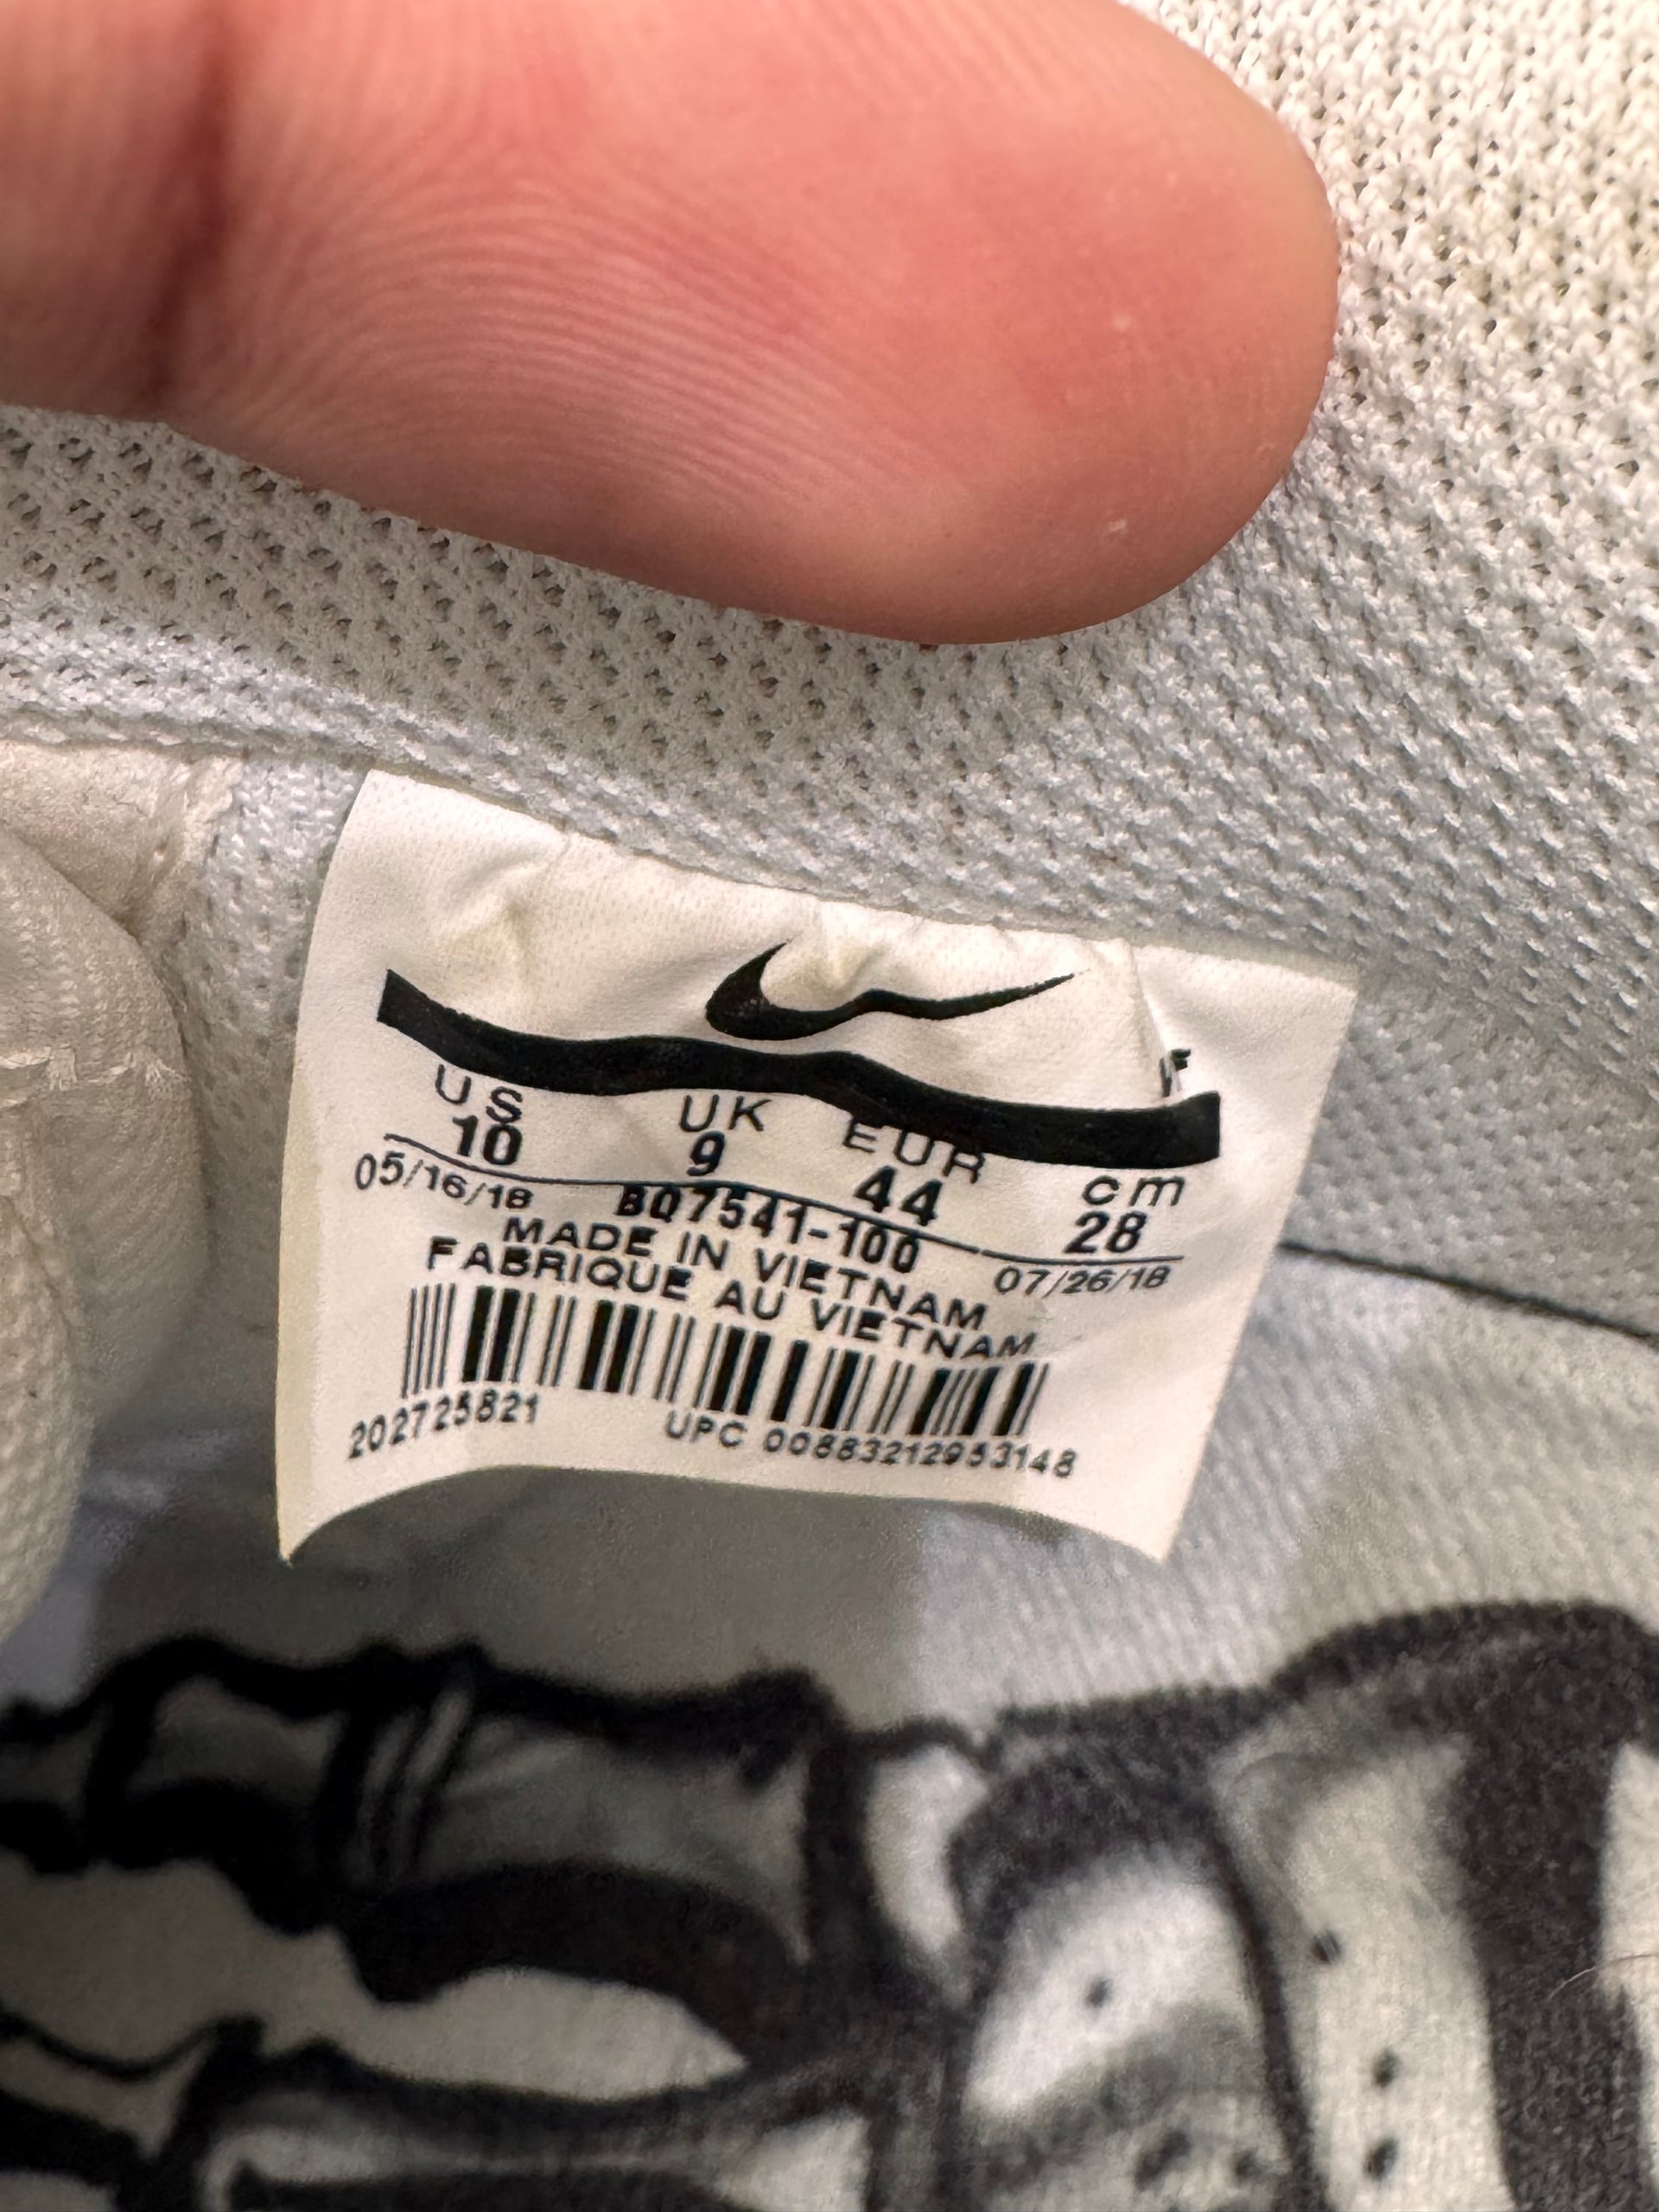 US UK EUR cm
10 9 44 28
05/16/18 BQ7541-100 07/26/18
MADE IN VIETNAM
FABRIQUE AU VIETNAM
202725821 UPC 00883212953148